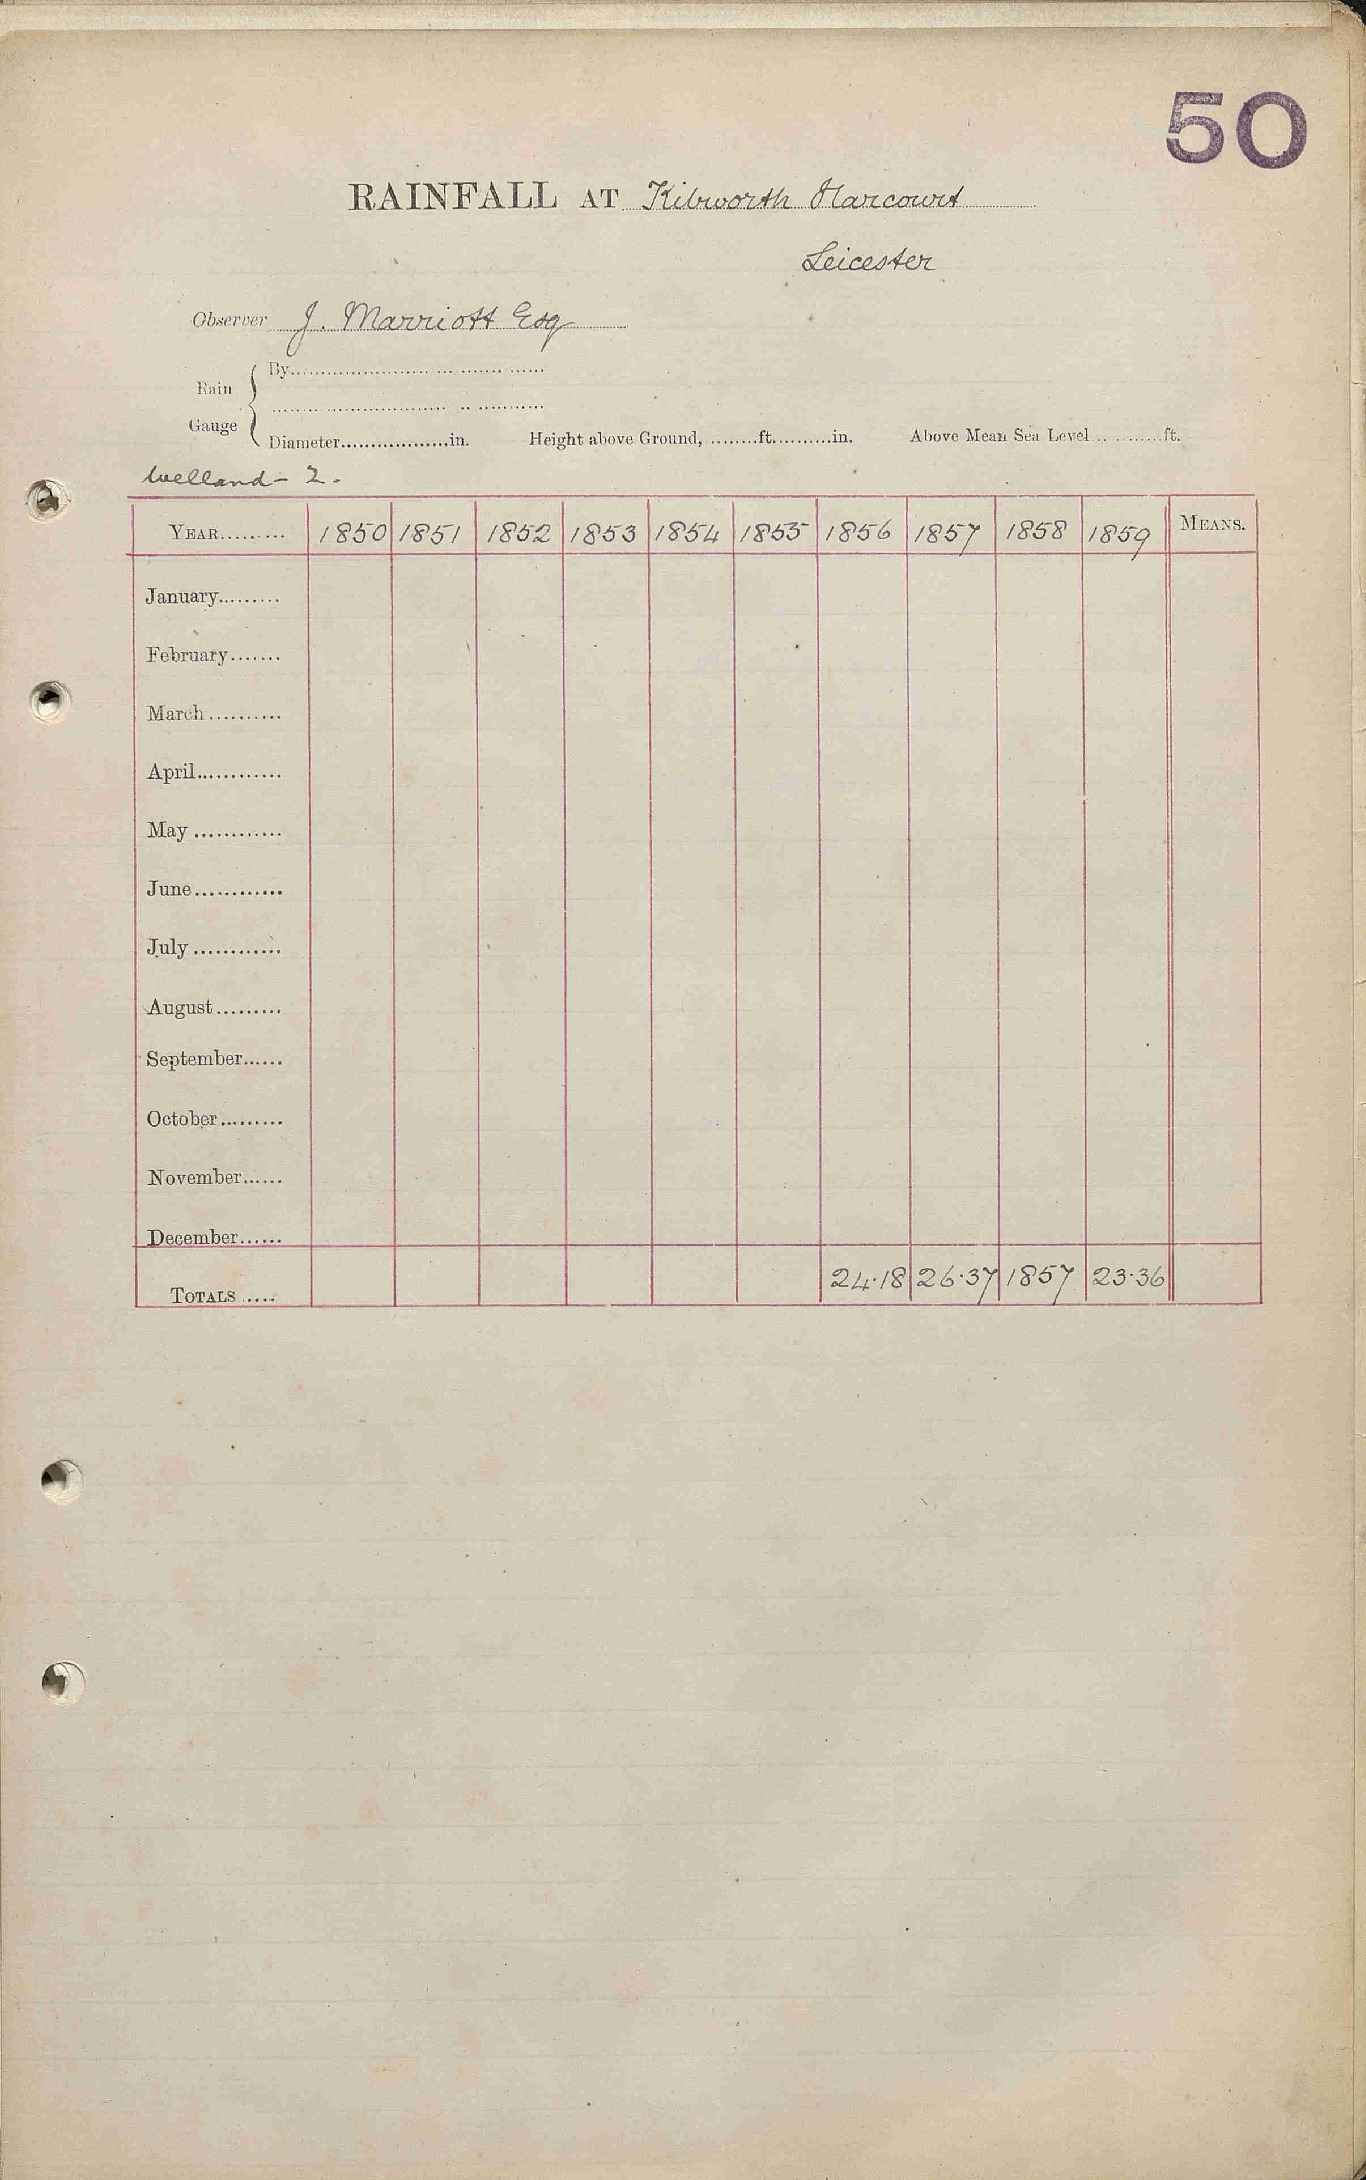 50
RAINFALL AT Kibworth Harcourt
Leicester
Observer J. Marriott Esq
Rain Gauge
By
Diameter..................in. Height above Ground, ........ft..........in. Above Mean Sea Level ............ft.
Welland - 2.
YEAR......... 1850 1851 1852 1853 1854 1855 1856 1857 1858 1859 MEANS.
January.........
February.......
March..........
April............
May ............
June............
July ............
August.........
September......
October.........
November......
December......
TOTALS .... 24.18 26.37 1857 23.36